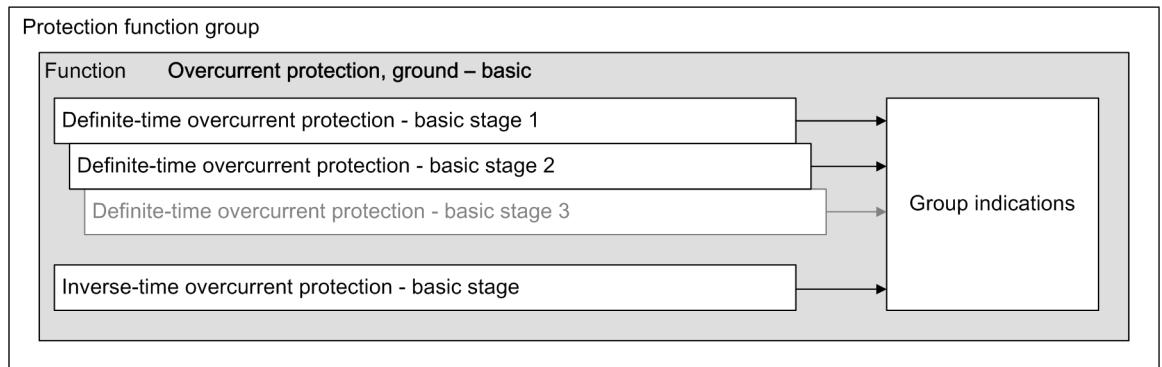 Protection function group
Function Overcurrent protection, ground – basic
Definite-time overcurrent protection - basic stage 1
Definite-time overcurrent protection - basic stage 2
Definite-time overcurrent protection - basic stage 3
Inverse-time overcurrent protection - basic stage
Group indications